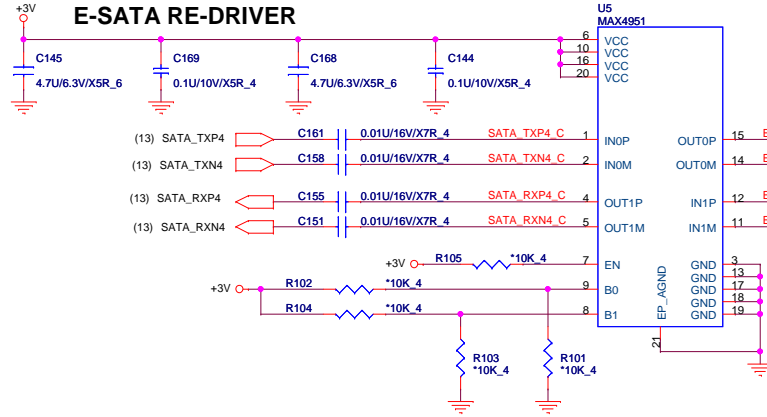 +3V
E-SATA RE-DRIVER
U5
MAX4951
C145
4.7U/6.3V/X5R_6
C169
0.1U/10V/X5R_4
C168
4.7U/6.3V/X5R_6
C144
0.1U/10V/X5R_4
6 VCC
10 VCC
16 VCC
20 VCC
(13) SATA_TXP4 C161 0.01U/16V/X7R_4 SATA_TXP4_C 1 IN0P OUT0P 15
(13) SATA_TXN4 C158 0.01U/16V/X7R_4 SATA_TXN4_C 2 IN0M OUT0M 14
(13) SATA_RXP4 C155 0.01U/16V/X7R_4 SATA_RXP4_C 4 OUT1P IN1P 12
(13) SATA_RXN4 C151 0.01U/16V/X7R_4 SATA_RXN4_C 5 OUT1M IN1M 11
+3V R105 *10K_4 7 EN GND 3
GND 13
+3V R102 *10K_4 9 B0 GND 17
GND 18
R104 *10K_4 8 B1 GND 19
EP_AGND
21
R103
*10K_4
R101
*10K_4